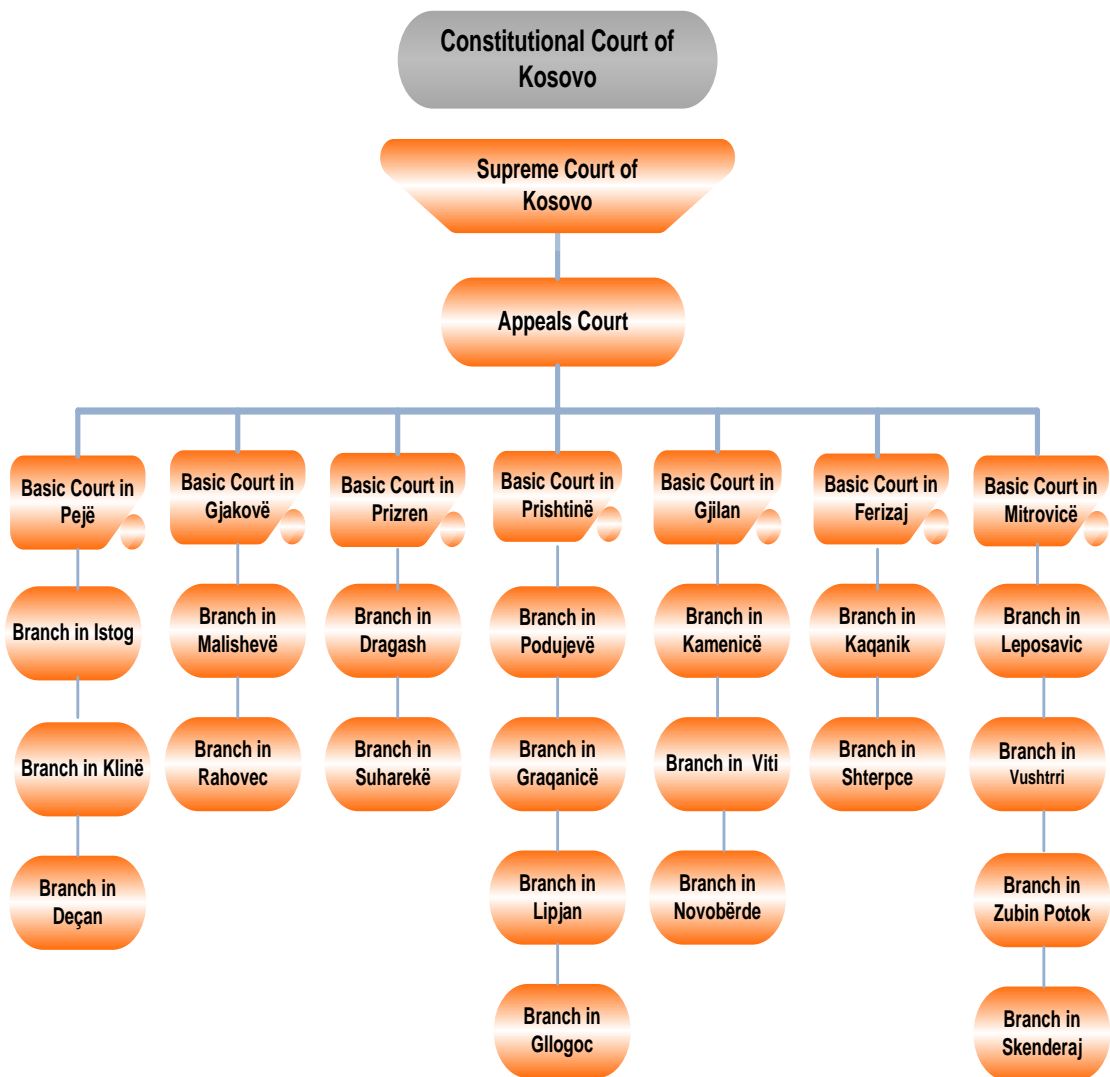 Constitutional Court of
Kosovo
Supreme Court of
Kosovo
Appeals Court
Basic Court in
Pejë
Basic Court in
Gjakovë
Basic Court in
Prizren
Basic Court in
Prishtinë
Basic Court in
Gjilan
Basic Court in
Ferizaj
Basic Court in
Mitrovicë
Branch in Istog
Branch in
Malishevë
Branch in
Dragash
Branch in
Podujevë
Branch in
Kamenicë
Branch in
Kaqanik
Branch in
Leposavic
Branch in Klinë
Branch in
Rahovec
Branch in
Suharekë
Branch in
Graqanicë
Branch in Viti
Branch in
Shterpce
Branch in
Vushtrri
Branch in
Deçan
Branch in
Lipjan
Branch in
Novobërde
Branch in
Zubin Potok
Branch in
Gllogoc
Branch in
Skenderaj